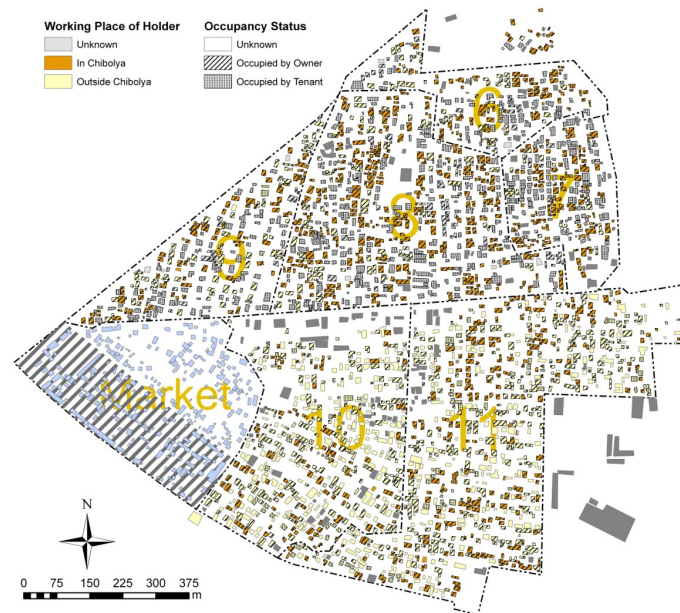 Working Place of Holder
Unknown
In Chibolya
Outside Chibolya
Occupancy Status
Unknown
Occupied by Owner
Occupied by Tenant
6
7
8
9
Market
10
11
N
0 75 150 225 300 375
m